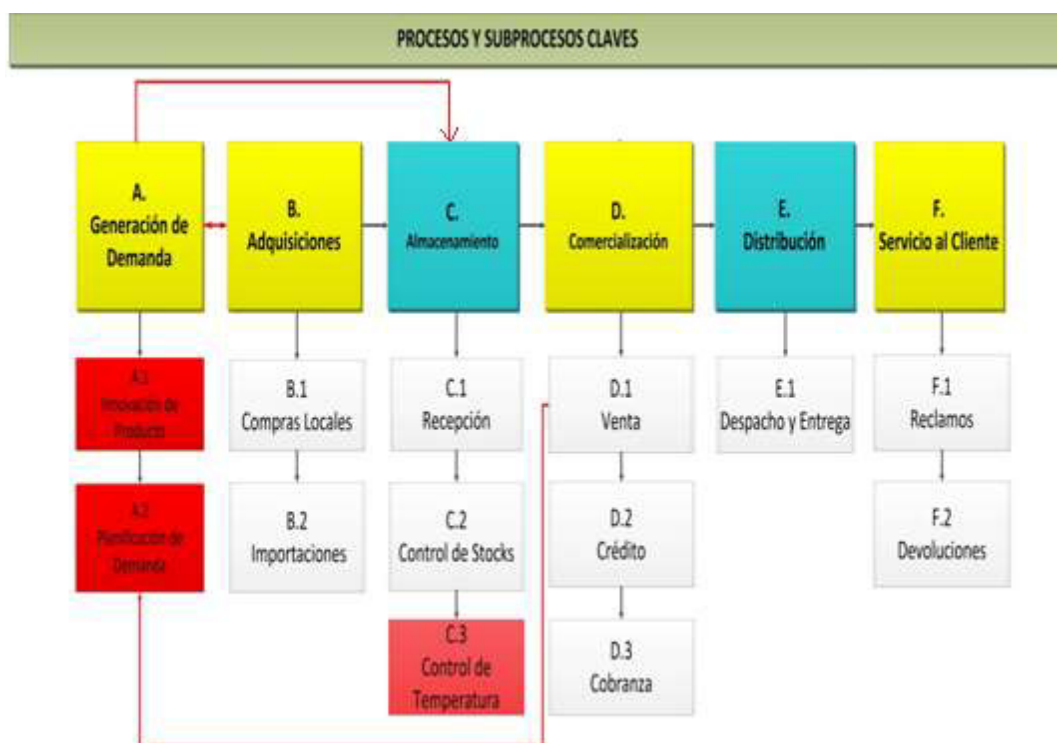 PROCESOS Y SUBPROCESOS CLAVES
A.
Generación de
Demanda
B.
Adquisiciones
C.
Almacenamiento
D.
Comercialización
E.
Distribución
F.
Servicio al Cliente
A.1
Innovación de
Producto
B.1
Compras Locales
C.1
Recepción
D.1
Venta
E.1
Despacho y Entrega
F.1
Reclamos
A.2
Planificación de
Demanda
B.2
Importaciones
C.2
Control de Stocks
D.2
Crédito
F.2
Devoluciones
C.3
Control de
Temperatura
D.3
Cobranza